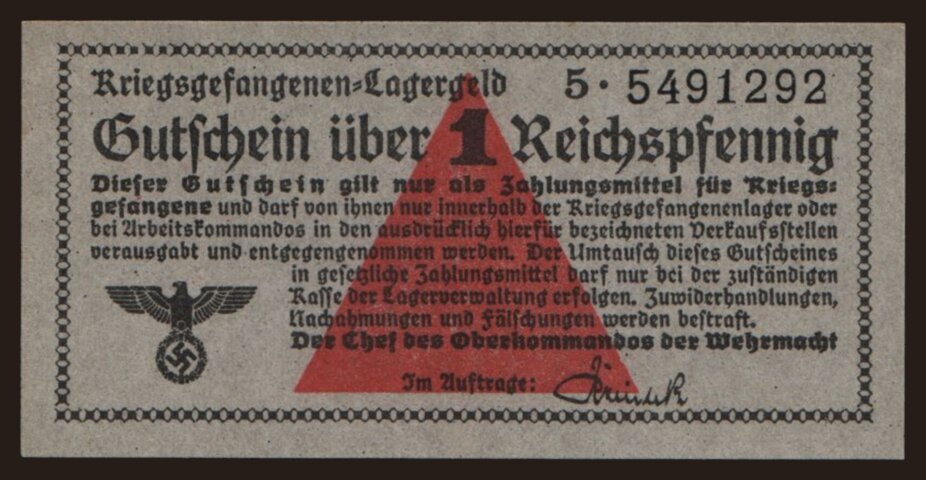 Kriegsgefangenen-Lagergeld 5 · 5491292
Gutschein über 1 Reichspfennig
Dieser Gutschein gilt nur als Zahlungsmittel für Kriegs-
gefangene und darf von ihnen nur innerhalb der Kriegsgefangenenlager oder
bei Arbeitskommandos in den ausdrücklich hierfür bezeichneten Verkaufsstellen
verausgabt und entgegengenommen werden. Der Umtausch dieses Gutscheines
in gesetzliche Zahlungsmittel darf nur bei der zuständigen
Kasse der Lagerverwaltung erfolgen. Zuwiderhandlungen,
Nachahmungen und Fälschungen werden bestraft.
Der Chef des Oberkommandos der Wehrmacht
Im Auftrage: